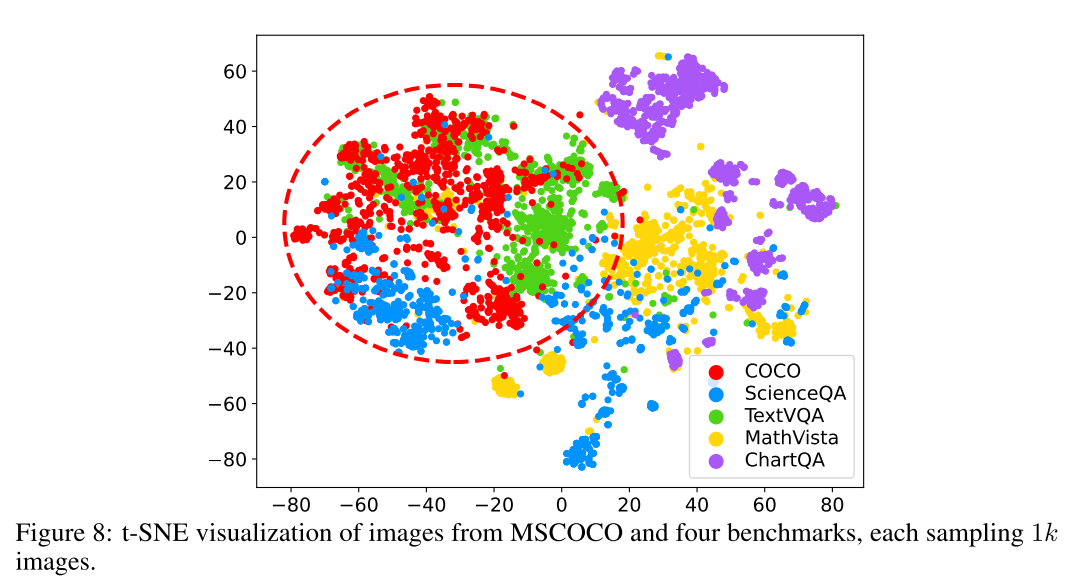 60
40
20
0
−20
−40
−60
−80
−80 −60 −40 −20 0 20 40 60 80
COCO
ScienceQA
TextVQA
MathVista
ChartQA
Figure 8: t-SNE visualization of images from MSCOCO and four benchmarks, each sampling 1k
images.